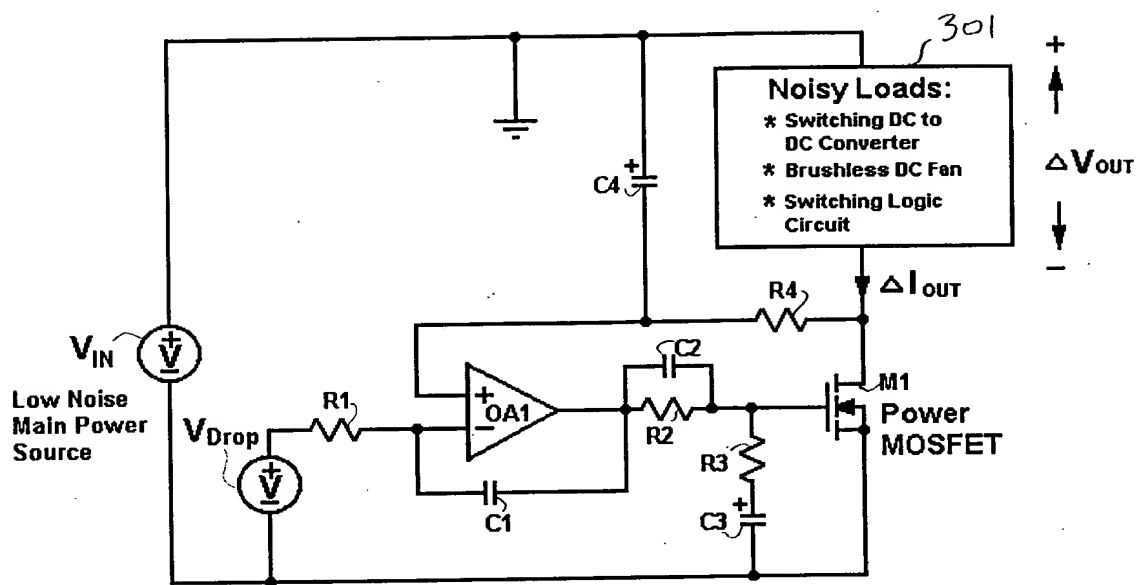 301
+
Noisy Loads:
* Switching DC to
DC Converter
* Brushless DC Fan
* Switching Logic
Circuit
ΔVOUT
−
+
C4
ΔIOUT
R4
C2
M1
VIN
+
V
−
Low Noise
Main Power
Source
R1
+
OA1
−
R2
Power
MOSFET
VDrop
+
V
−
R3
C1
+
C3